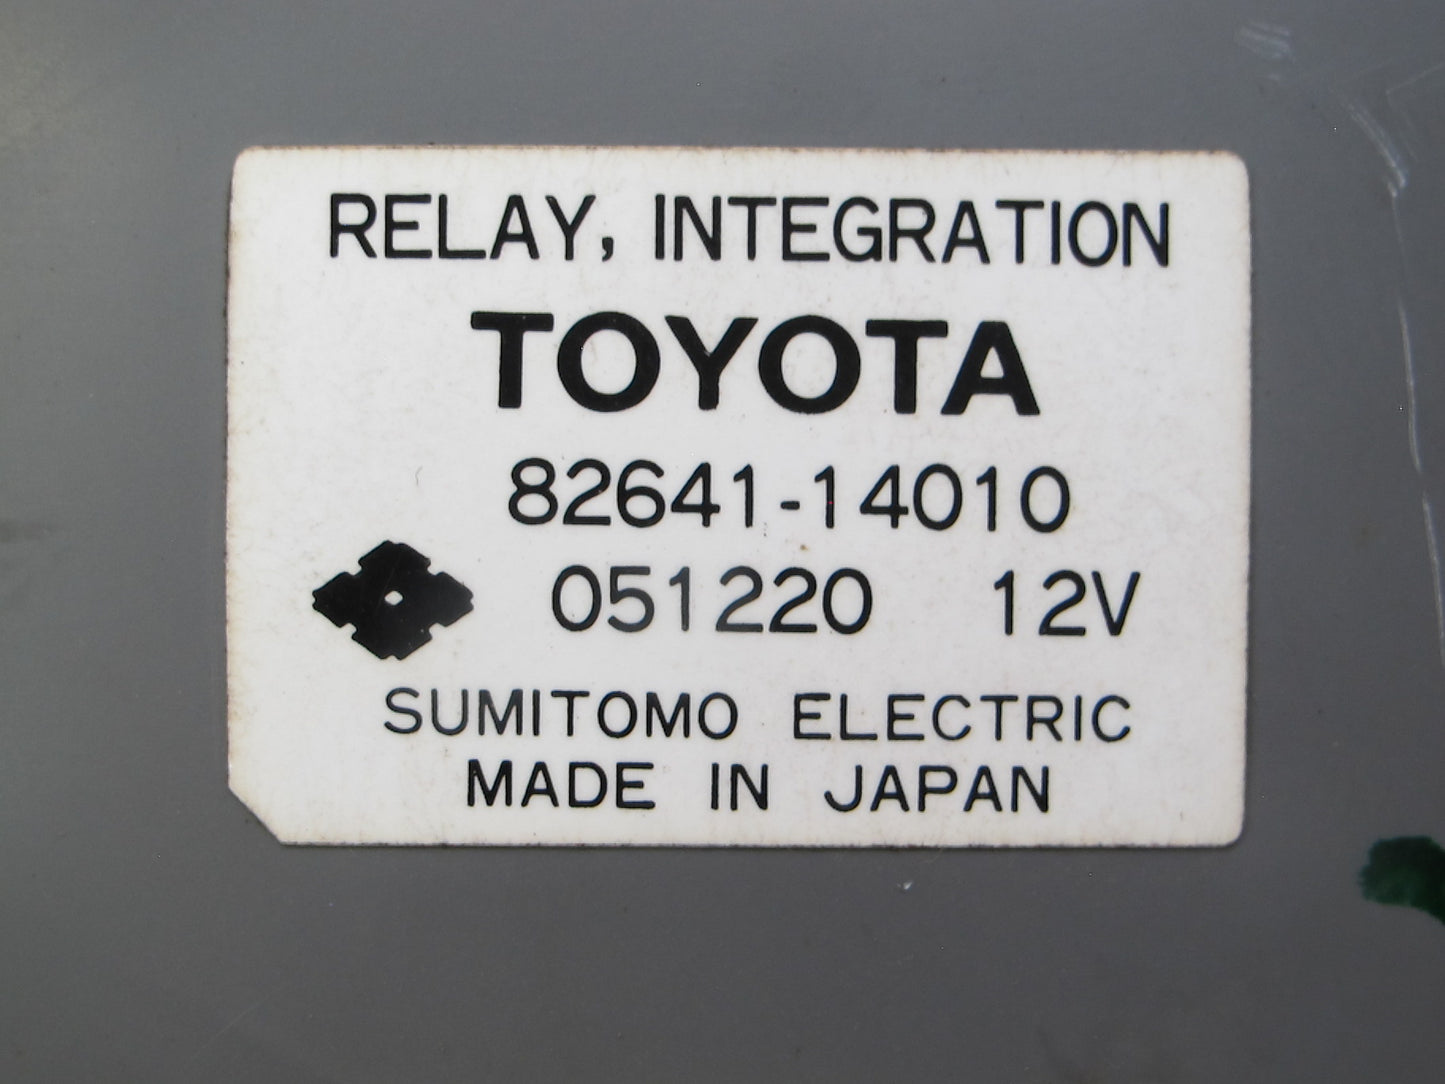 RELAY, INTEGRATION
TOYOTA
82641-14010
051220 12V
SUMITOMO ELECTRIC
MADE IN JAPAN